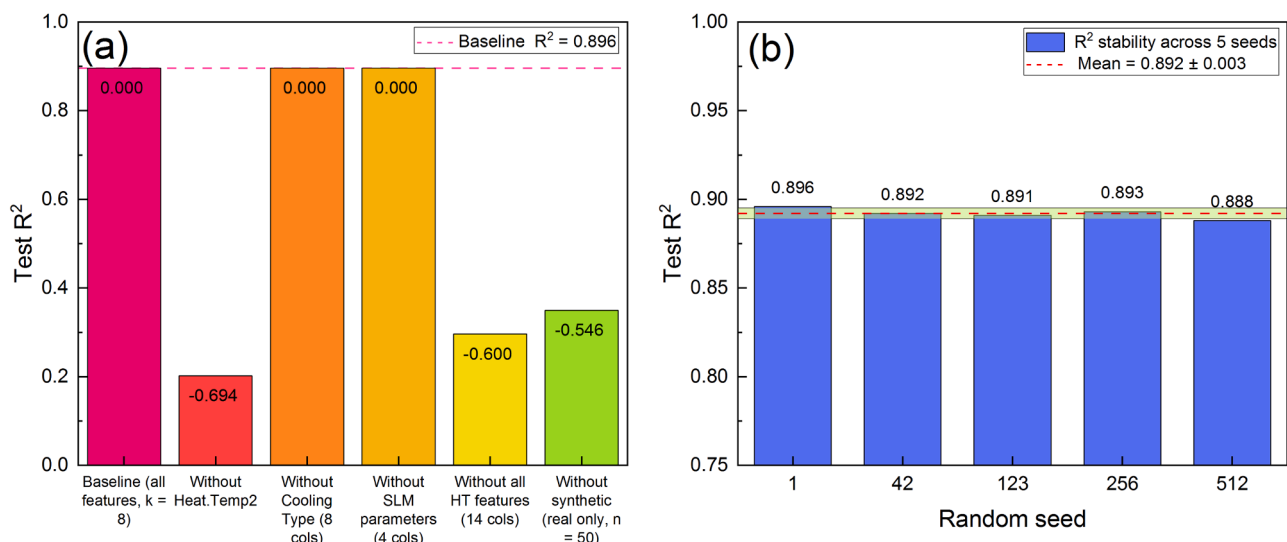 (a)
Baseline R² = 0.896
Test R²
1.0
0.8
0.6
0.4
0.2
0.0
0.000
-0.694
0.000
0.000
-0.600
-0.546
Baseline (all
features, k =
8)
Without
Heat.Temp2
Without
Cooling
Type (8
cols)
Without
SLM
parameters
(4 cols)
Without all
HT features
(14 cols)
Without
synthetic
(real only, n
= 50)
(b)
R² stability across 5 seeds
Mean = 0.892 ± 0.003
Test R²
1.00
0.95
0.90
0.85
0.80
0.75
0.896
0.892
0.891
0.893
0.888
1
42
123
256
512
Random seed